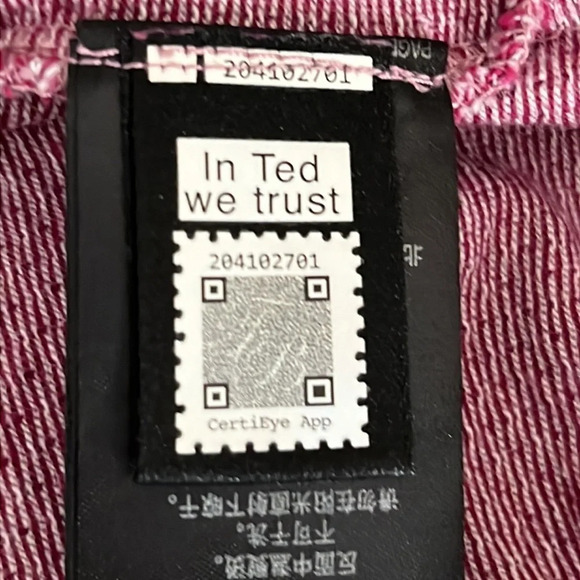 204102701
In Ted
we trust
204102701
CertiEye App
反面中温熨烫。
不可干洗。
请勿在阳光直射下晾干。